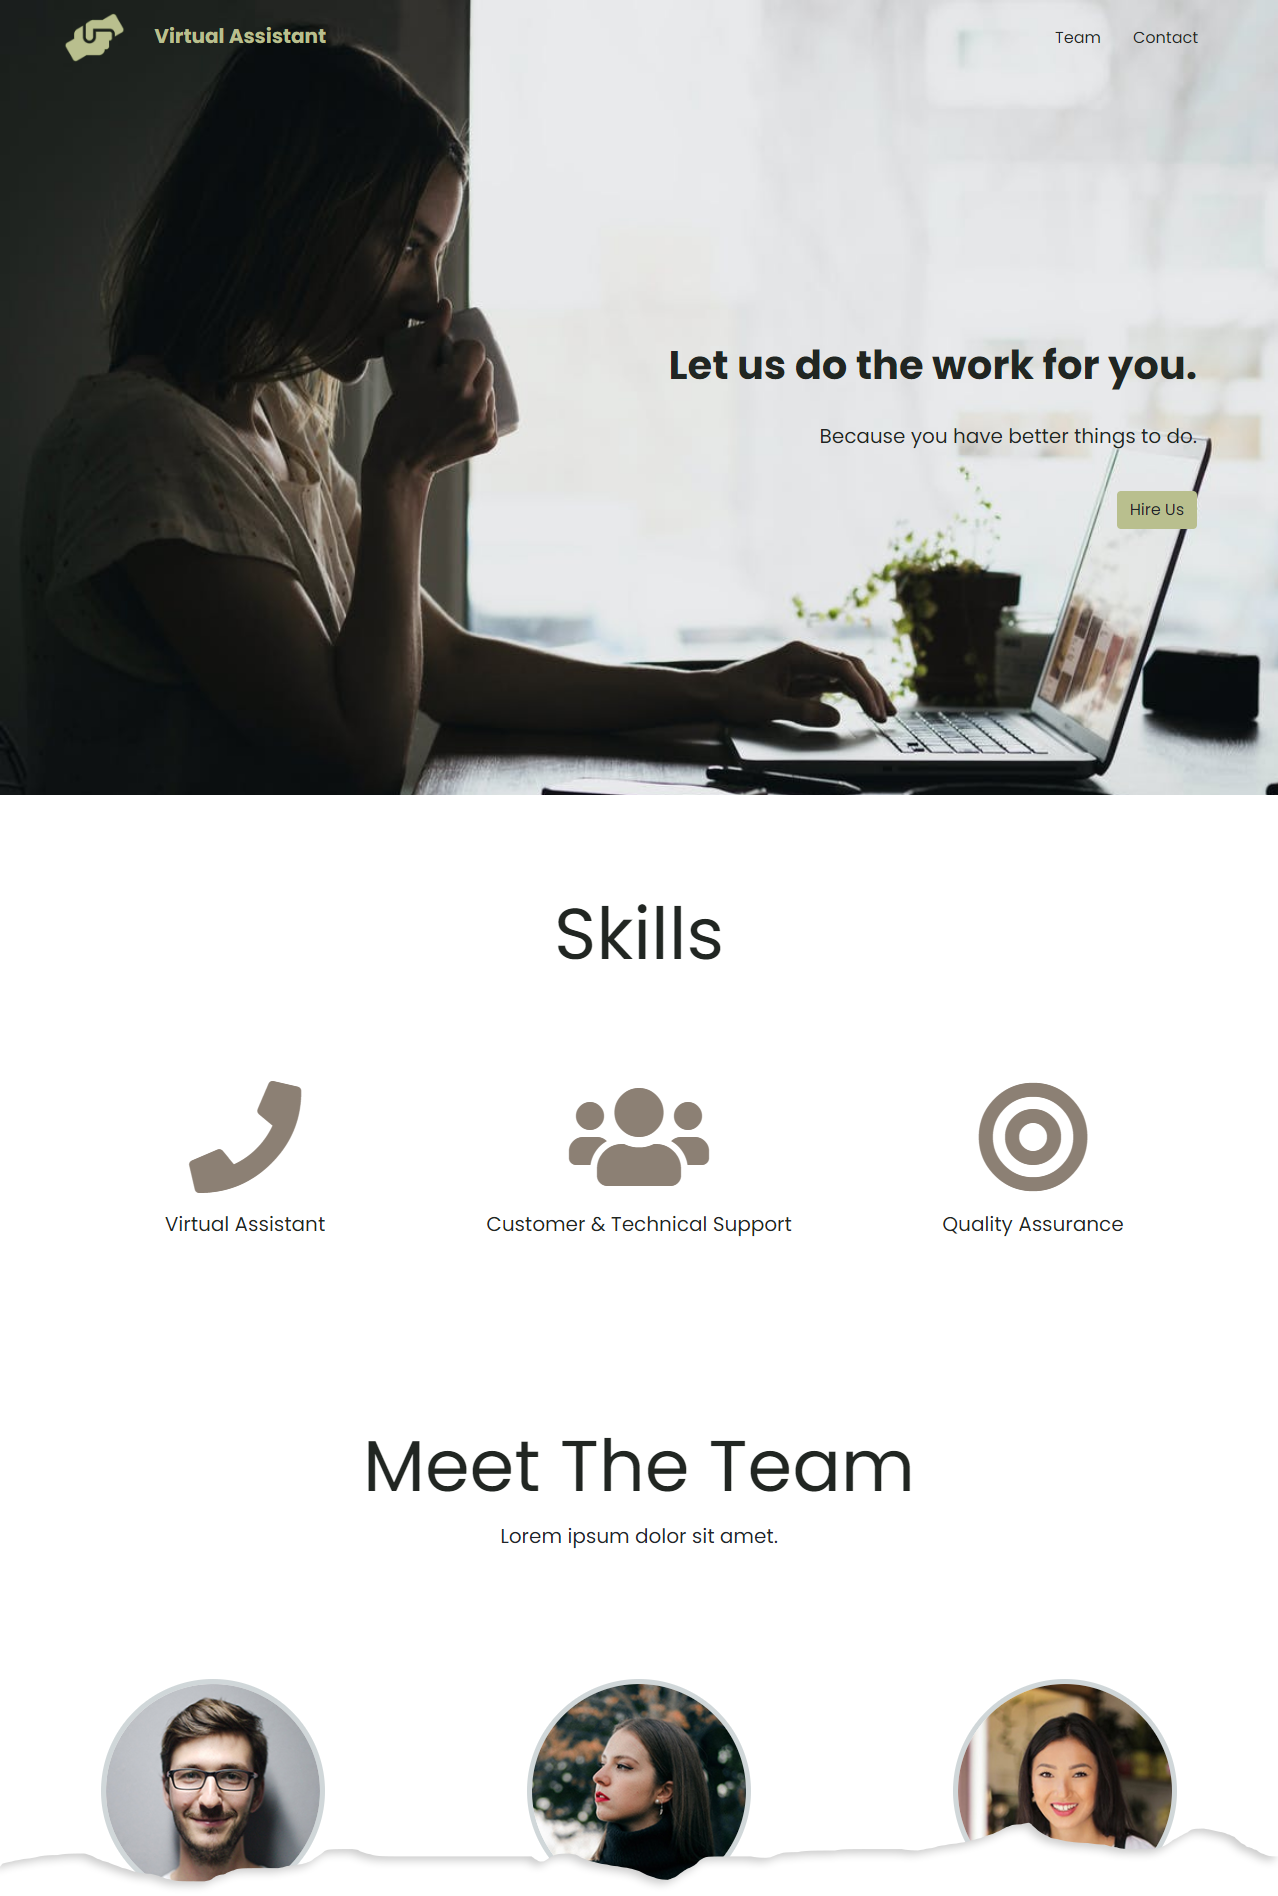 Virtual Assistant
Team
Contact
Let us do the work for you.
Because you have better things to do.
Hire Us
Skills
Virtual Assistant
Customer & Technical Support
Quality Assurance
Meet The Team
Lorem ipsum dolor sit amet.